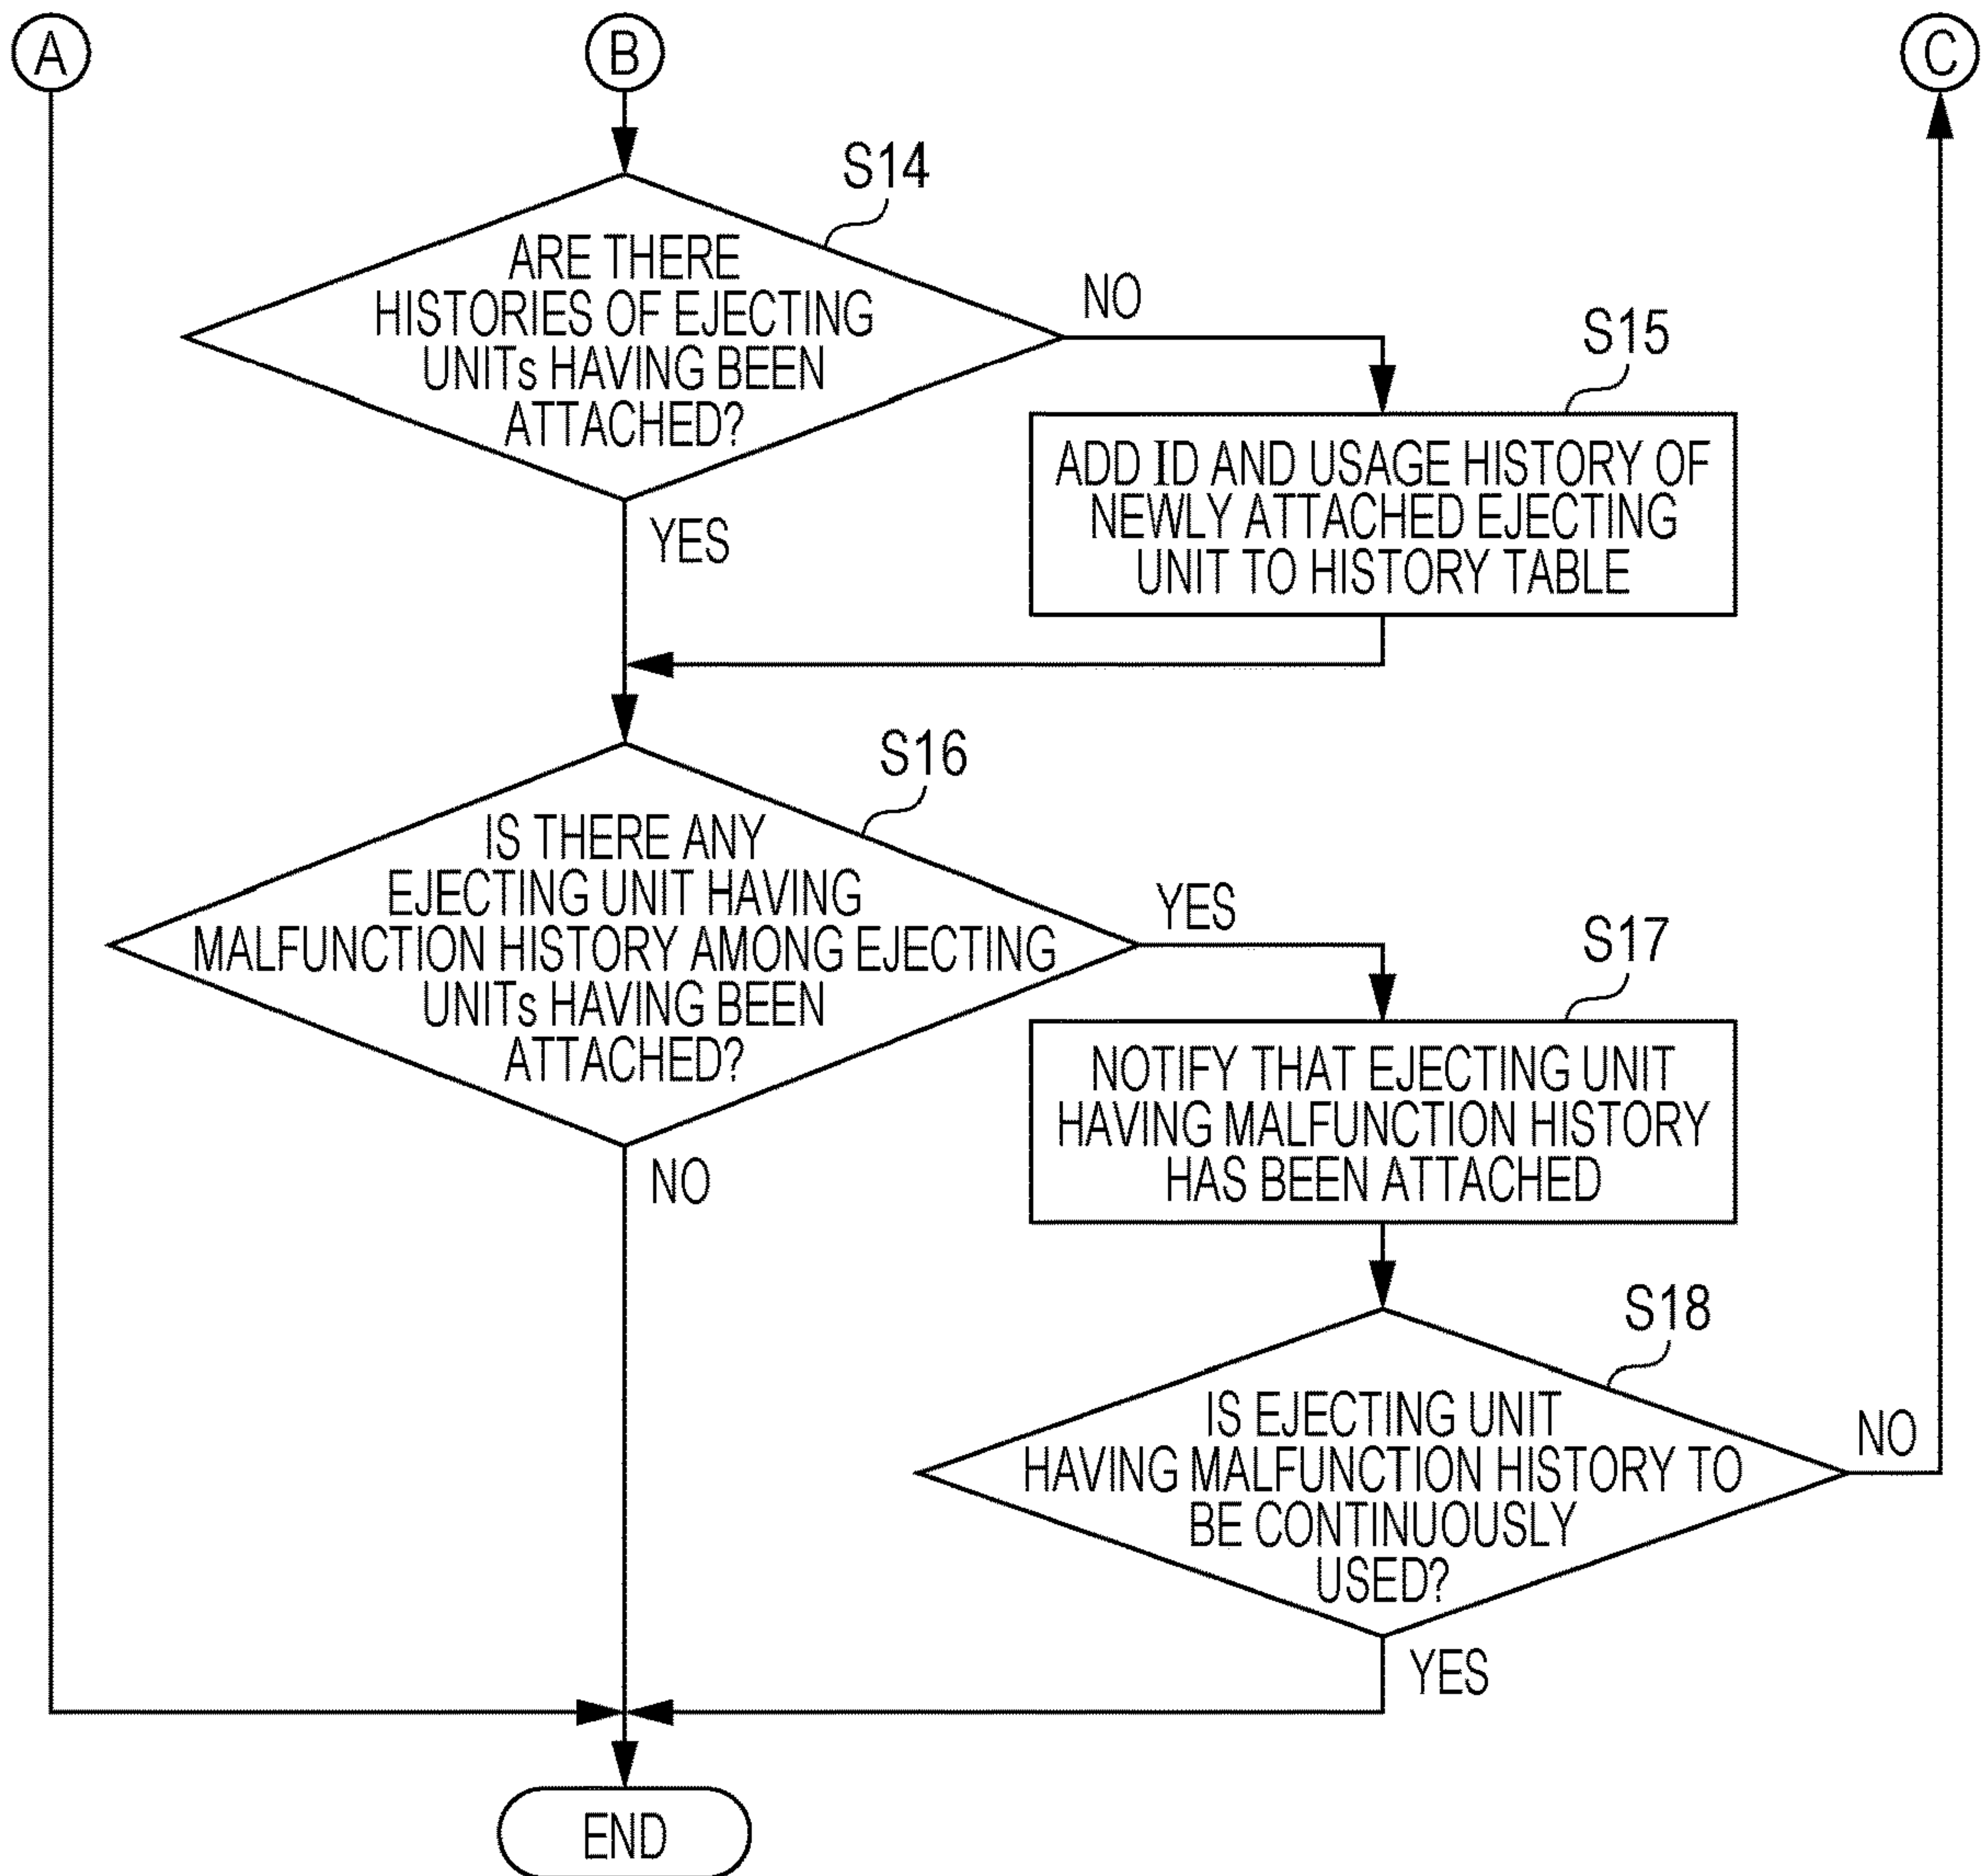 A
B
C
S14
ARE THERE
HISTORIES OF EJECTING
UNITs HAVING BEEN
ATTACHED?
NO
YES
S15
ADD ID AND USAGE HISTORY OF
NEWLY ATTACHED EJECTING
UNIT TO HISTORY TABLE
S16
IS THERE ANY
EJECTING UNIT HAVING
MALFUNCTION HISTORY AMONG EJECTING
UNITs HAVING BEEN
ATTACHED?
YES
NO
S17
NOTIFY THAT EJECTING UNIT
HAVING MALFUNCTION HISTORY
HAS BEEN ATTACHED
S18
IS EJECTING UNIT
HAVING MALFUNCTION HISTORY TO
BE CONTINUOUSLY
USED?
NO
YES
END